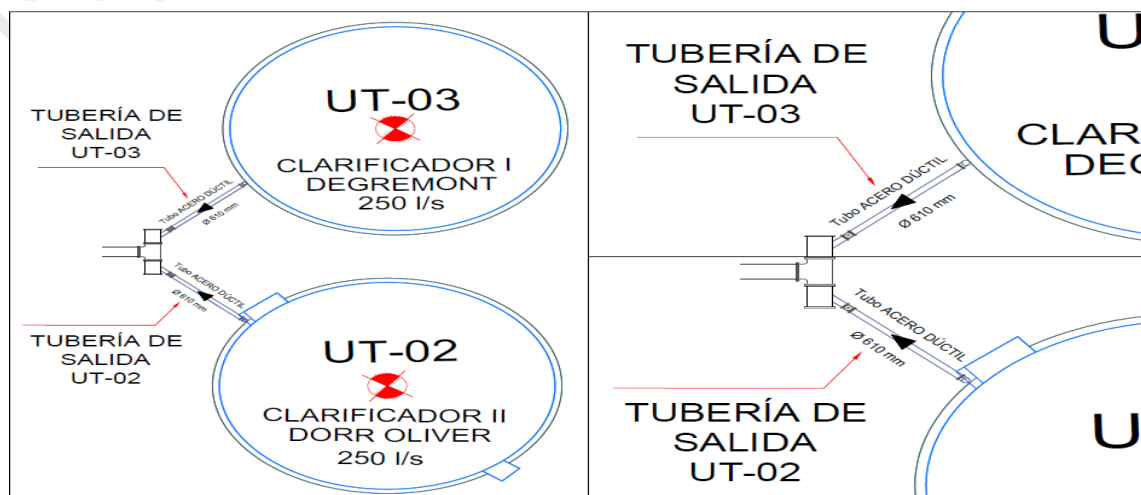 TUBERÍA DE
SALIDA
UT-03
Tubo ACERO DÚCTIL
Ø 610 mm
UT-03
CLARIFICADOR I
DEGREMONT
250 l/s
Tubo ACERO DÚCTIL
Ø 610 mm
TUBERÍA DE
SALIDA
UT-02
UT-02
CLARIFICADOR II
DORR OLIVER
250 l/s
TUBERÍA DE
SALIDA
UT-03
U
CLAR
DEG
Tubo ACERO DÚCTIL
Ø 610 mm
Tubo ACERO DÚCTIL
Ø 610 mm
TUBERÍA DE
SALIDA
UT-02
U